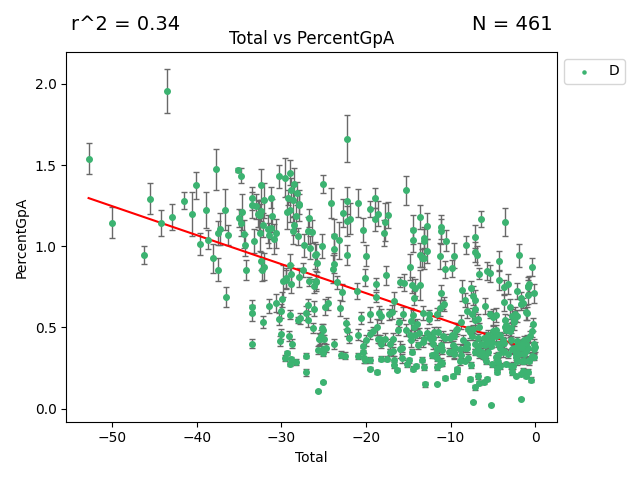 r^2 = 0.34
N = 461
Total vs PercentGpA
D
PercentGpA
2.0
1.5
1.0
0.5
0.0
−50
−40
−30
−20
−10
0
Total